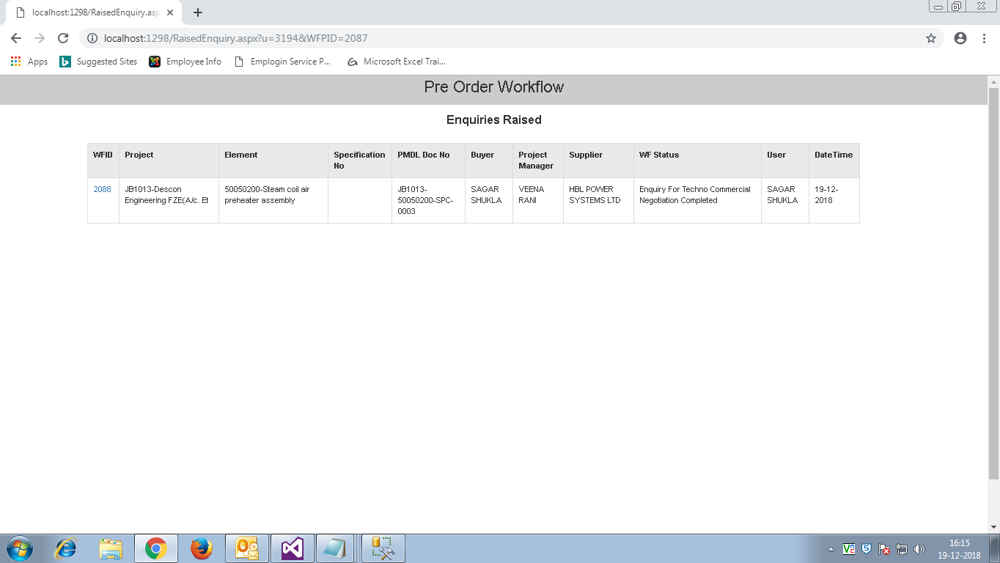 localhost:1298/RaisedEnquiry.asp
localhost:1298/RaisedEnquiry.aspx?u=3194&WFPID=2087
Apps Suggested Sites Employee Info Emplogin Service P... Microsoft Excel Trai...
Pre Order Workflow
Enquiries Raised
WFID Project Element Specification No PMDL Doc No Buyer Project Manager Supplier WF Status User DateTime
2088 JB1013-Descon Engineering FZE(A/c. Et 50050200-Steam coil air preheater assembly JB1013-50050200-SPC-0003 SAGAR SHUKLA VEENA RANI HBL POWER SYSTEMS LTD Enquiry For Techno Commercial Negotiation Completed SAGAR SHUKLA 19-12-2018
16:15
19-12-2018